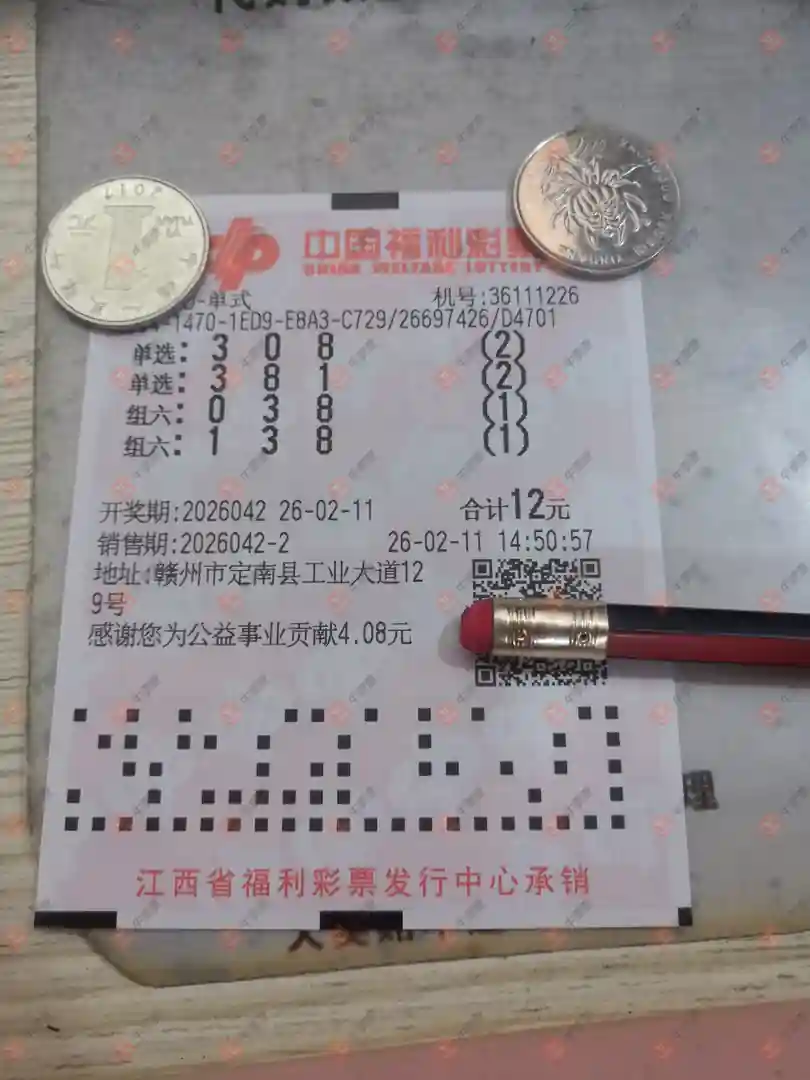 2017
1
中国福利彩票
CHINA WELFARE LOTTERY
-单式 机号:36111226
-1470-1ED9-E8A3-C729/26697426/D4701
单选: 3 0 8 (2)
单选: 3 8 1 (2)
组六: 0 3 8 (1)
组六: 1 3 8 (1)
开奖期:2026042 26-02-11 合计12元
销售期:2026042-2 26-02-11 14:50:57
地址:赣州市定南县工业大道12
9号
感谢您为公益事业贡献4.08元
理
江西省福利彩票发行中心承销